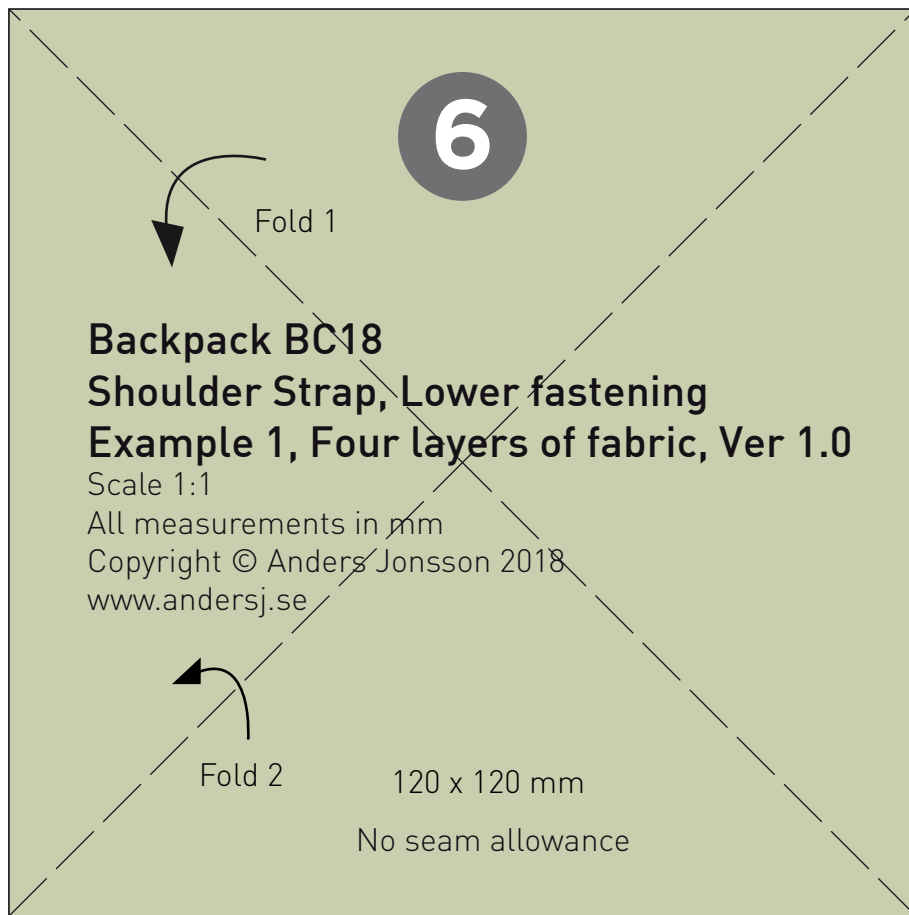 6
Fold 1
Backpack BC18
Shoulder Strap, Lower fastening
Example 1, Four layers of fabric, Ver 1.0
Scale 1:1
All measurements in mm
Copyright © Anders Jonsson 2018
www.andersj.se
Fold 2
120 x 120 mm
No seam allowance